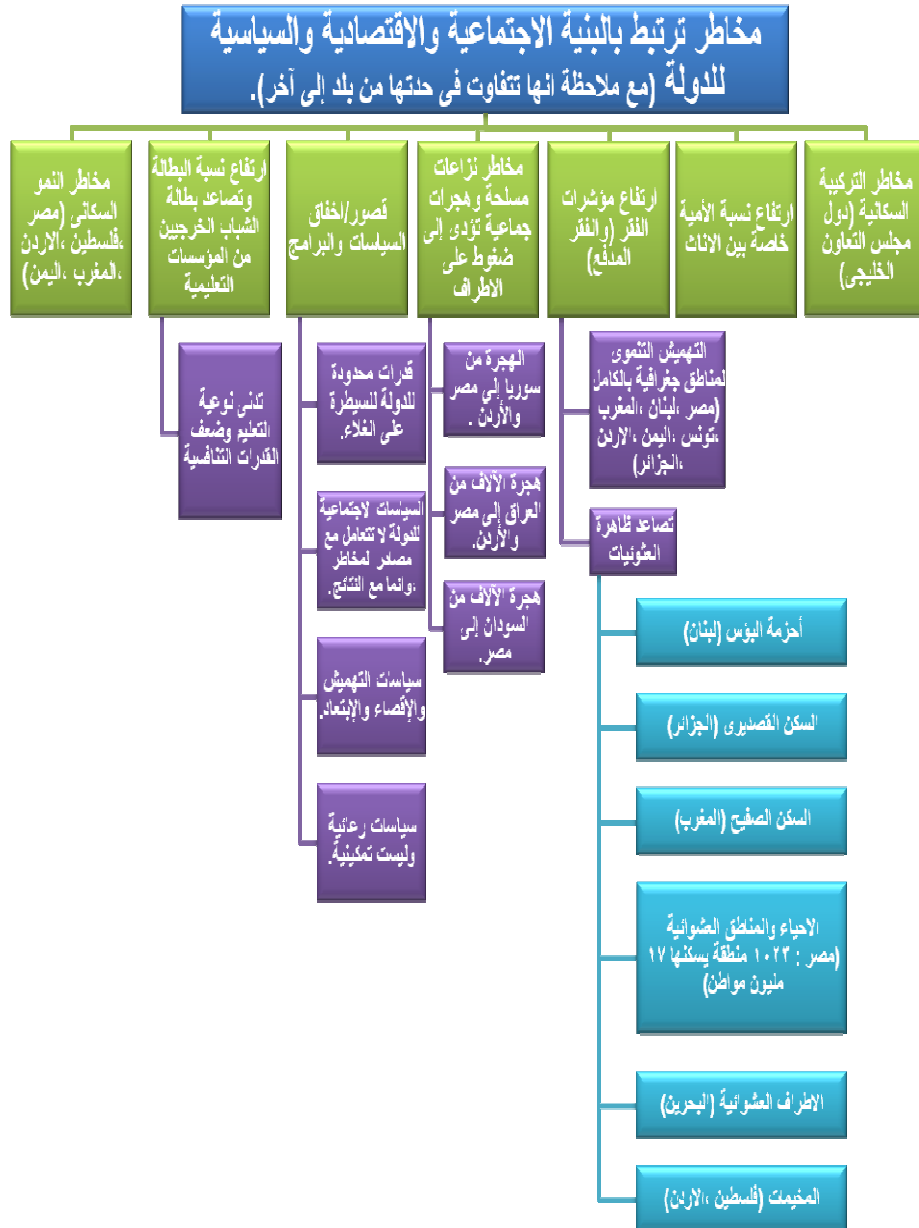 مخاطر ترتبط بالبنية الاجتماعية والاقتصادية والسياسية
للدولة (مع ملاحظة انها تتفاوت فى حدتها من بلد إلى آخر).
مخاطر التركيبة
السكانية (دول
مجلس التعاون
الخليجى)
ارتفاع نسبة الأمية
خاصة بين الاناث
ارتفاع مؤشرات
الفقر (والفقر
المدقع)
التهميش التنموى
لمناطق جغرافية بالكامل
(مصر ،لبنان ،المغرب
،تونس ،اليمن ،الاردن
،الجزائر)
تصاعد ظاهرة
العشوئيات
أحزمة البؤس (لبنان)
السكن القصديرى (الجزائر)
السكن الصفيح (المغرب)
الاحياء والمناطق العشوائية
(مصر : ١٠٢٣ منطقة يسكنها ١٧
مليون مواطن)
الاطراف العشوائية (البحرين)
المخيمات (فلسطين ،الاردن)
مخاطر نزاعات
مسلحة وهجرات
جماعية تؤدى إلى
ضغوط على
الاطراف
الهجرة من
سوريا إلى مصر
والأردن .
هجرة الآلاف من
العراق إلى مصر
والأردن.
هجرة الآلاف من
السودان إلى
مصر.
قصور/اخفاق
السياسات والبرامج
قدرات محدودة
للدولة للسيطرة
على الغلاء.
السياسات لاجتماعية
للدولة لا تتعامل مع
مصادر لمخاطر
،وانما مع النتائج.
سياسات التهميش
والإقصاء والإبتعاد.
سياسات رعائية
وليست تمكينية.
ارتفاع نسبة البطالة
وتصاعد بطالة
الشباب الخرجيين
من المؤسسات
التعليمية
تدنى نوعية
التعليم وضعف
القدرات التنافسية
مخاطر النمو
السكانى (مصر
،فلسطين ،الاردن
،المغرب ،اليمن)